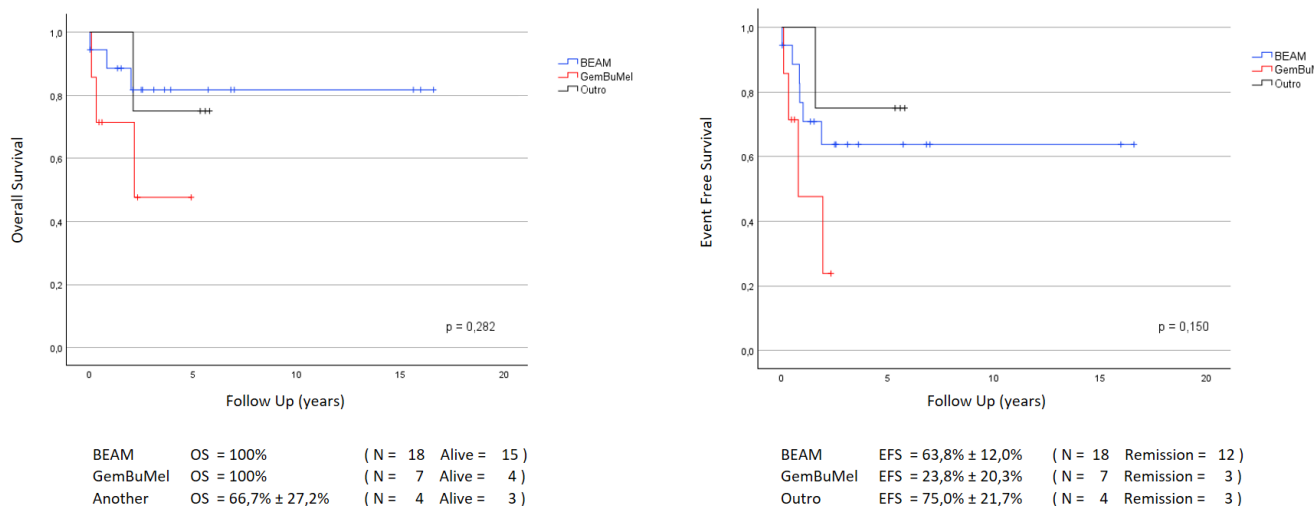 1,0
0,8
0,6
0,4
0,2
0,0
Overall Survival
0 5 10 15 20
Follow Up (years)
BEAM
GemBuMel
Outro
p = 0,282
BEAM OS = 100% ( N = 18 Alive = 15 )
GemBuMel OS = 100% ( N = 7 Alive = 4 )
Another OS = 66,7% ± 27,2% ( N = 4 Alive = 3 )
1,0
0,8
0,6
0,4
0,2
0,0
Event Free Survival
0 5 10 15 20
Follow Up (years)
BEAM
GemBuM
Outro
p = 0,150
BEAM EFS = 63,8% ± 12,0% ( N = 18 Remission = 12 )
GemBuMel EFS = 23,8% ± 20,3% ( N = 7 Remission = 3 )
Outro EFS = 75,0% ± 21,7% ( N = 4 Remission = 3 )